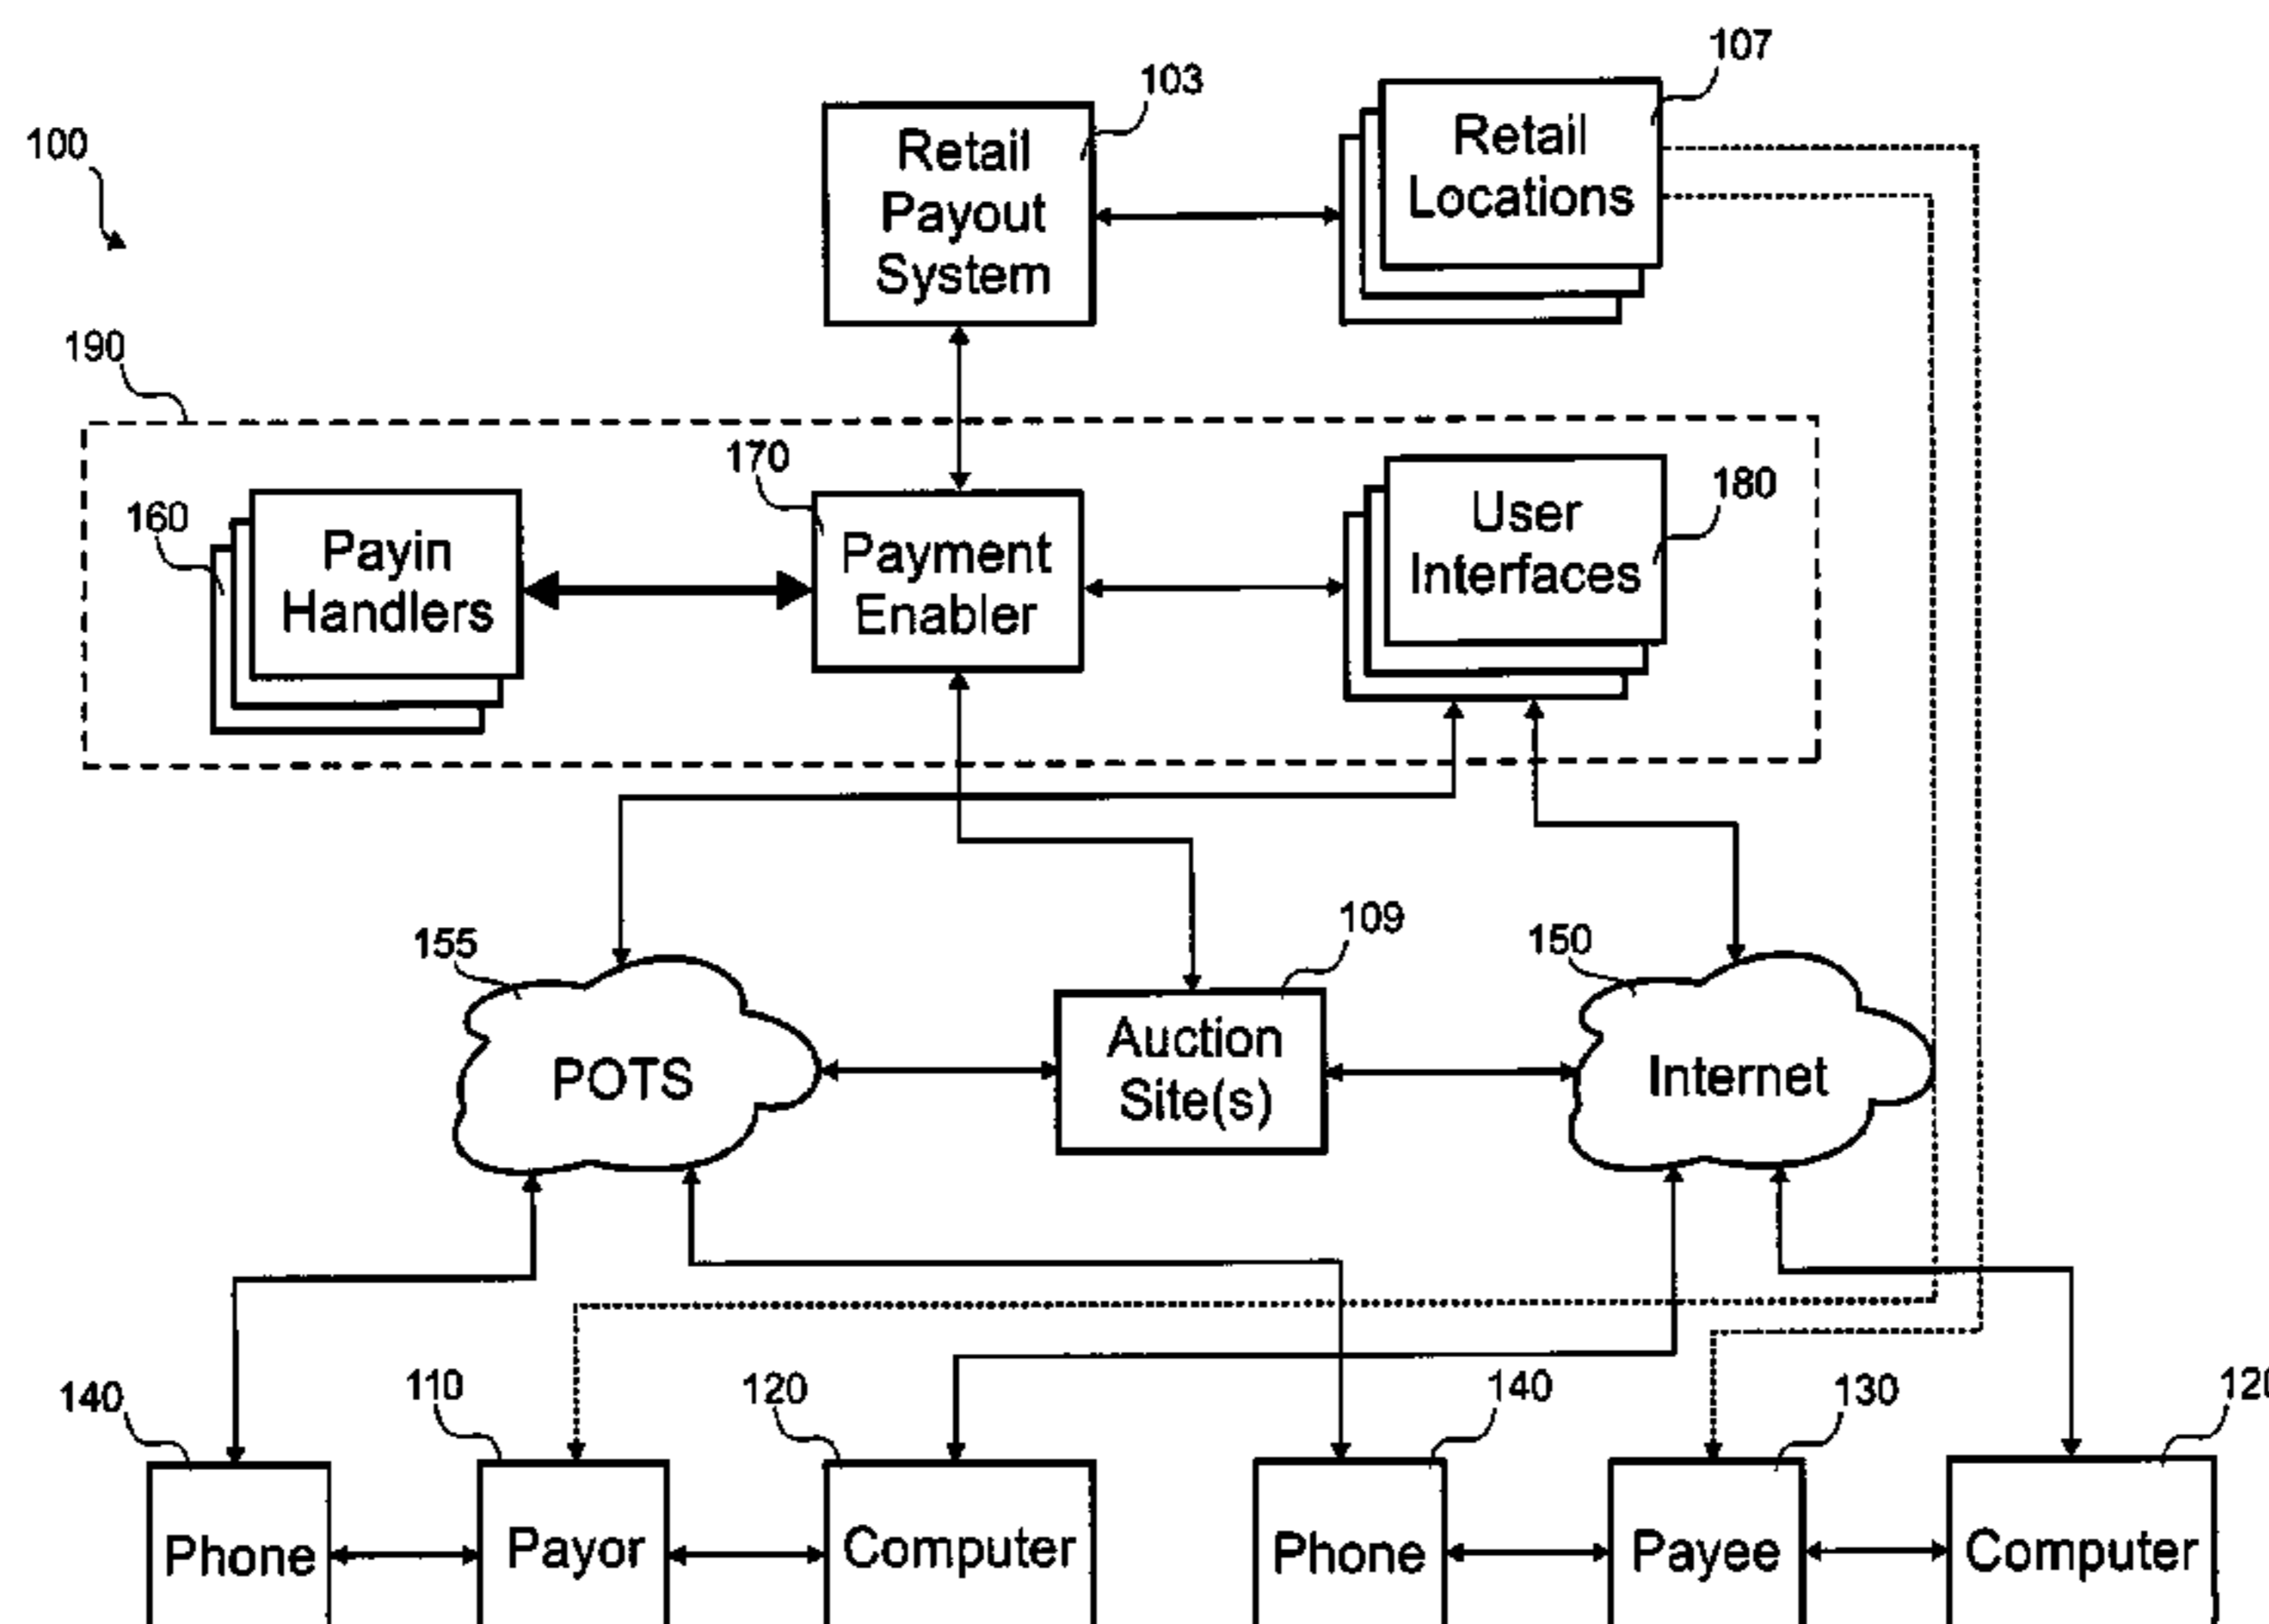 107
103
100
Retail
Payout
System
Retail
Locations
190
170
180
160
Payin
Handlers
Payment
Enabler
User
Interfaces
155
109
150
POTS
Auction
Site(s)
Internet
140
110
120
140
130
120
Phone
Payor
Computer
Phone
Payee
Computer